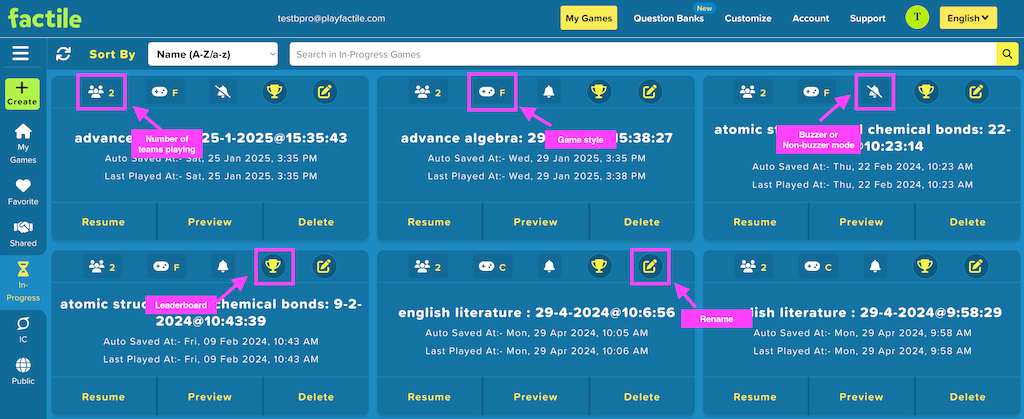 factile
testbpro@playfactile.com
My Games
Question Banks
New
Customize
Anywhere
Support
T
English
Sort By
Name (A-Z/a-z)
Search in In-Progress Games
+
Create
My
Games
Favorite
Shared
In-
Progress
IC
Public
2
F
advance
25-1-2025@15:35:43
Number of
teams playing
Auto Saved At:- Sat, 25 Jan 2025, 3:35 PM
Last Played At:- Sat, 25 Jan 2025, 3:35 PM
Resume
Preview
Delete
2
F
advance algebra: 29
15:38:27
Game style
Auto Saved At:- Wed, 29 Jan 2025, 3:35 PM
Last Played At:- Wed, 29 Jan 2025, 3:38 PM
Resume
Preview
Delete
2
F
atomic
chemical bonds: 22-
@10:23:14
Buzzer or
Non-buzzer mode
Auto Saved At:- Thu, 22 Feb 2024, 10:23 AM
Last Played At:- Thu, 22 Feb 2024, 10:23 AM
Resume
Preview
Delete
2
F
atomic
chemical bonds: 9-2-
2024@10:43:39
Leaderboard
Auto Saved At:- Fri, 09 Feb 2024, 10:43 AM
Last Played At:- Fri, 09 Feb 2024, 10:43 AM
Resume
Preview
Delete
2
C
english literature : 29-4-2024@10:6:56
Rename
Auto Saved At:- Mon, 29 Apr 2024, 10:05 AM
Last Played At:- Mon, 29 Apr 2024, 10:06 AM
Resume
Preview
Delete
2
C
literature : 29-4-2024@9:58:29
Auto Saved At:- Mon, 29 Apr 2024, 9:58 AM
Last Played At:- Mon, 29 Apr 2024, 9:58 AM
Resume
Preview
Delete